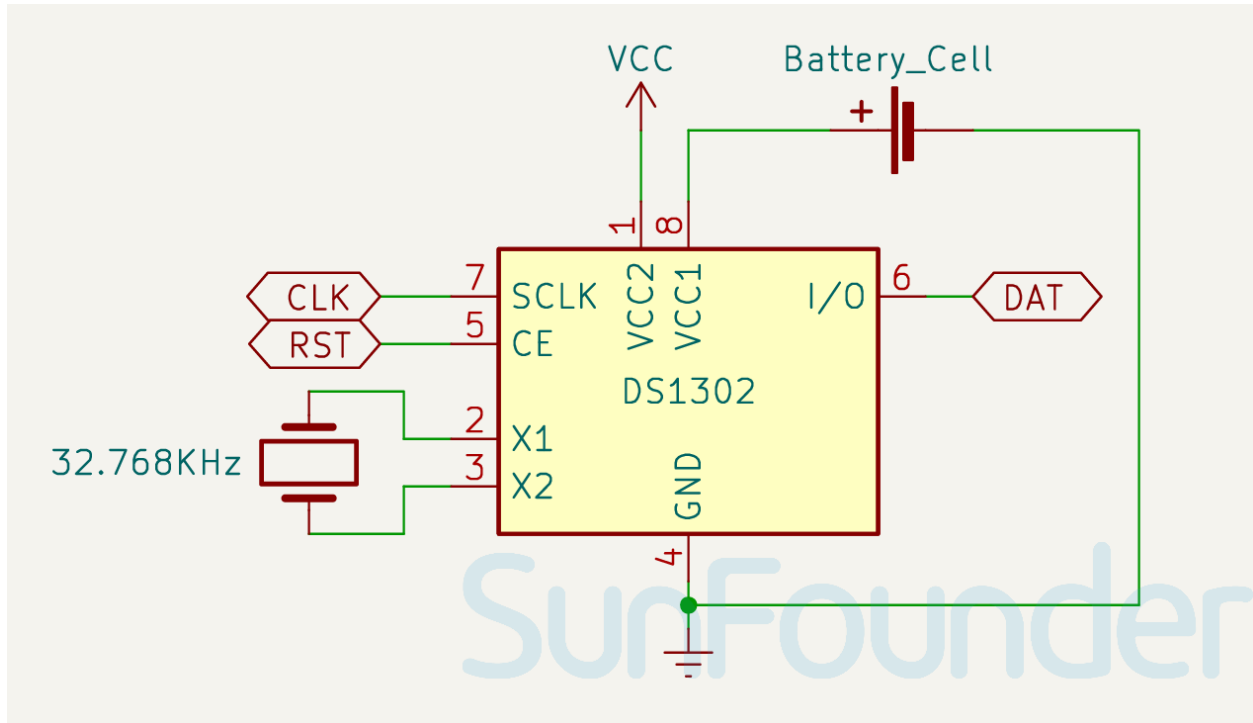 VCC
Battery_Cell
+
1
8
CLK
7
SCLK
VCC2
VCC1
I/O
6
DAT
RST
5
CE
DS1302
2
X1
32.768KHz
3
X2
GND
4
SunFounder